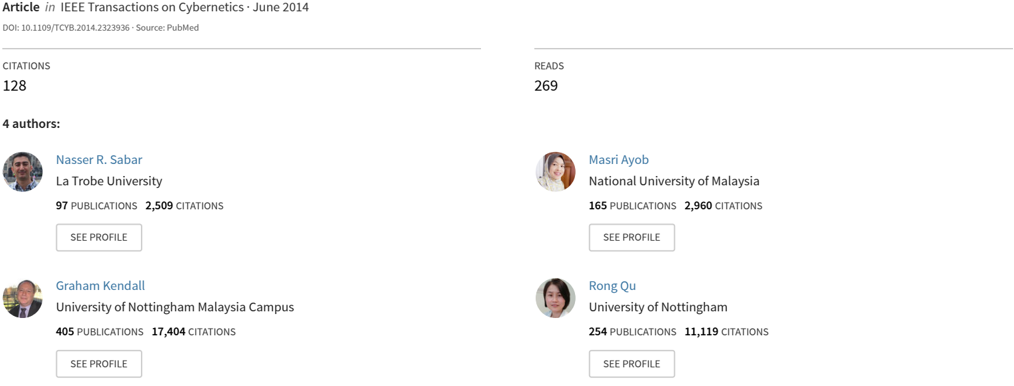 Article in IEEE Transactions on Cybernetics · June 2014
DOI: 10.1109/TCYB.2014.2323936 · Source: PubMed
CITATIONS
128
READS
269
4 authors:
Nasser R. Sabar
La Trobe University
97 PUBLICATIONS 2,509 CITATIONS
SEE PROFILE
Masri Ayob
National University of Malaysia
165 PUBLICATIONS 2,960 CITATIONS
SEE PROFILE
Graham Kendall
University of Nottingham Malaysia Campus
405 PUBLICATIONS 17,404 CITATIONS
SEE PROFILE
Rong Qu
University of Nottingham
254 PUBLICATIONS 11,119 CITATIONS
SEE PROFILE